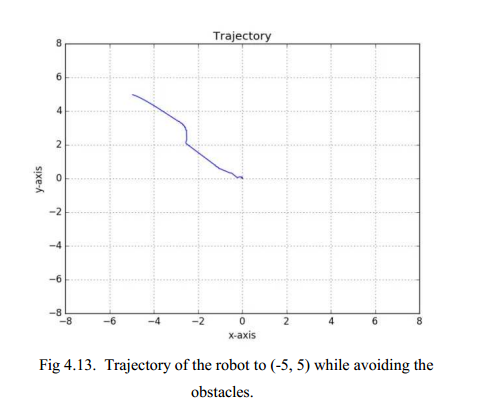 Trajectory
8
6
4
2
0
−2
−4
−6
−8
y-axis
−8 −6 −4 −2 0 2 4 6 8
x-axis
Fig 4.13.  Trajectory of the robot to (-5, 5) while avoiding the
obstacles.